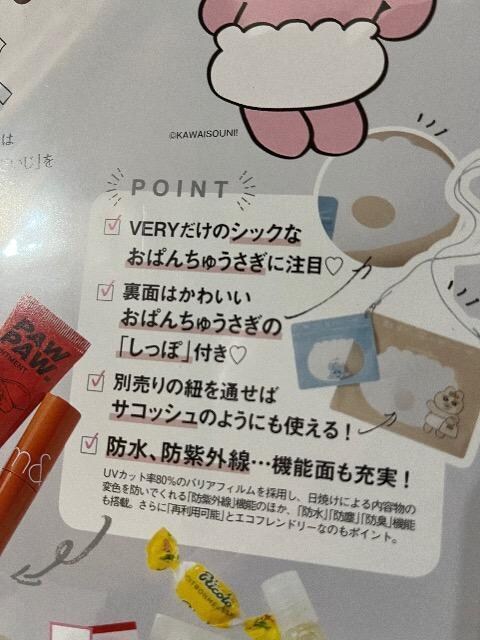 ©KAWAISOUNI!
は
いじ」を
POINT
VERYだけのシックな
おぱんちゅうさぎに注目♡
裏面はかわいい
おぱんちゅうさぎの
「しっぽ」付き♡
別売りの紐を通せば
サコッシュのようにも使える!
防水、防紫外線…機能面も充実!
UVカット率80%のバリアフィルムを採用し、日焼けによる内容物の
変色を防いでくれる「防紫外線」機能のほか、「防水」「防塵」「防臭」機能
も搭載。さらに「再利用可能」とエコフレンドリーなのもポイント。
PAW
PAW
OINTMENT
Ricola